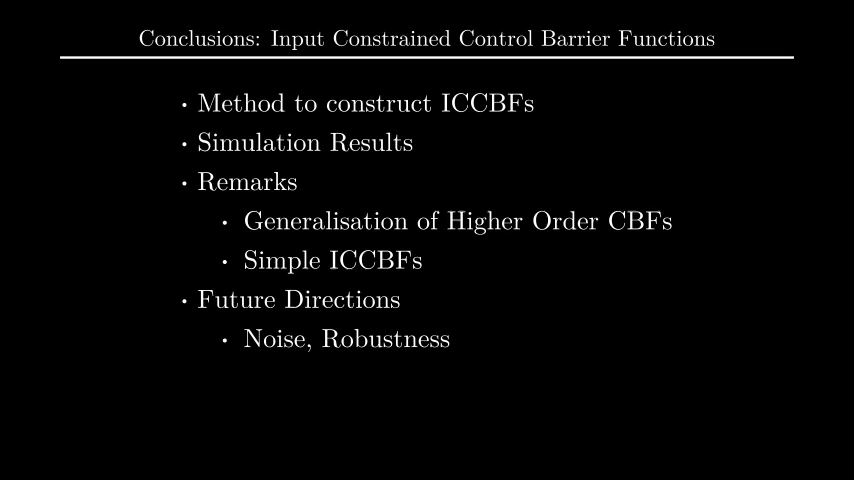 Conclusions: Input Constrained Control Barrier Functions
· Method to construct ICCBFs
· Simulation Results
· Remarks
· Generalisation of Higher Order CBFs
· Simple ICCBFs
· Future Directions
· Noise, Robustness